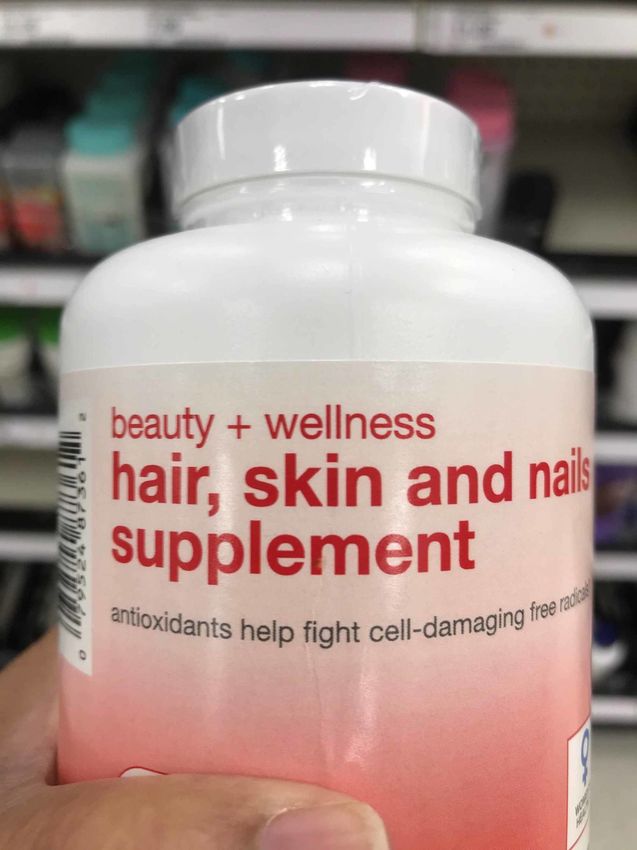 beauty + wellness
hair, skin and nails
supplement
antioxidants help fight cell-damaging free radicals